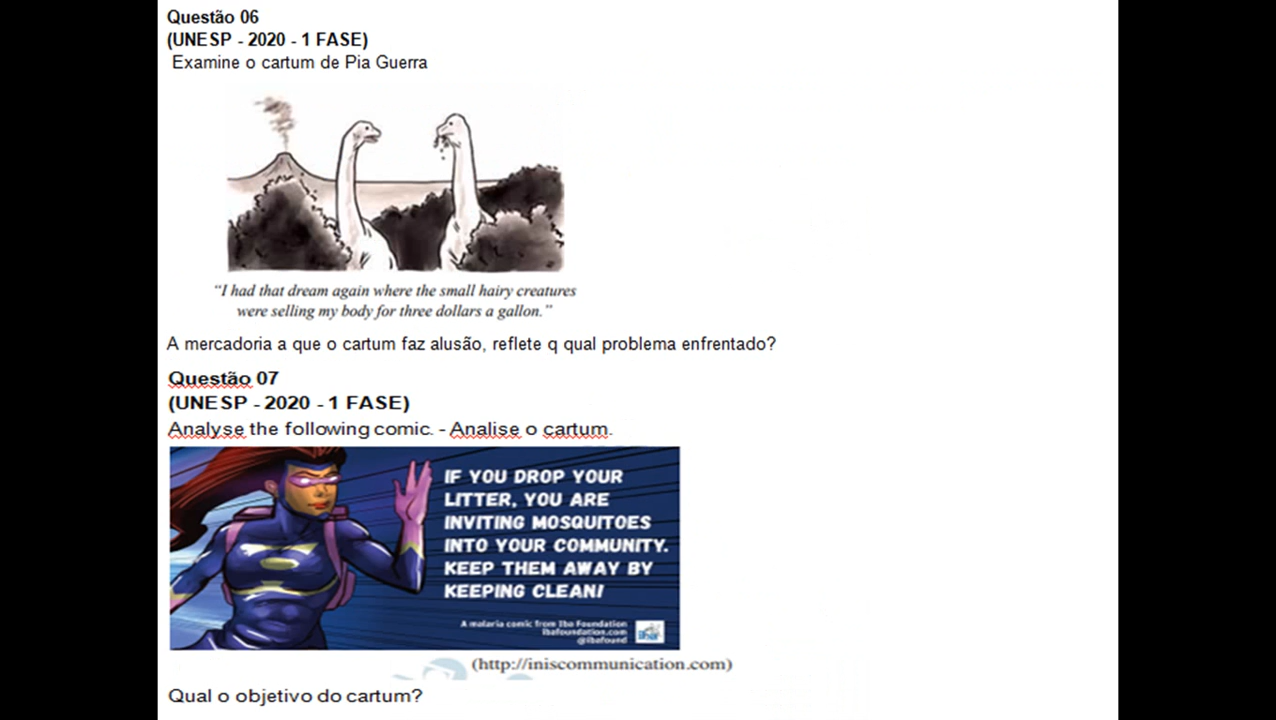 Questão 06
(UNESP - 2020 - 1 FASE)
Examine o cartum de Pia Guerra
“I had that dream again where the small hairy creatures
were selling my body for three dollars a gallon.”
A mercadoria a que o cartum faz alusão, reflete q qual problema enfrentado?
Questão 07
(UNESP - 2020 - 1 FASE)
Analyse the following comic. - Analise o cartum.
IF YOU DROP YOUR
LITTER, YOU ARE
INVITING MOSQUITOES
INTO YOUR COMMUNITY.
KEEP THEM AWAY BY
KEEPING CLEAN!
A malaria comic from Iba Foundation
ibafoundation.com
@ibafound
(http://iniscommunication.com)
Qual o objetivo do cartum?